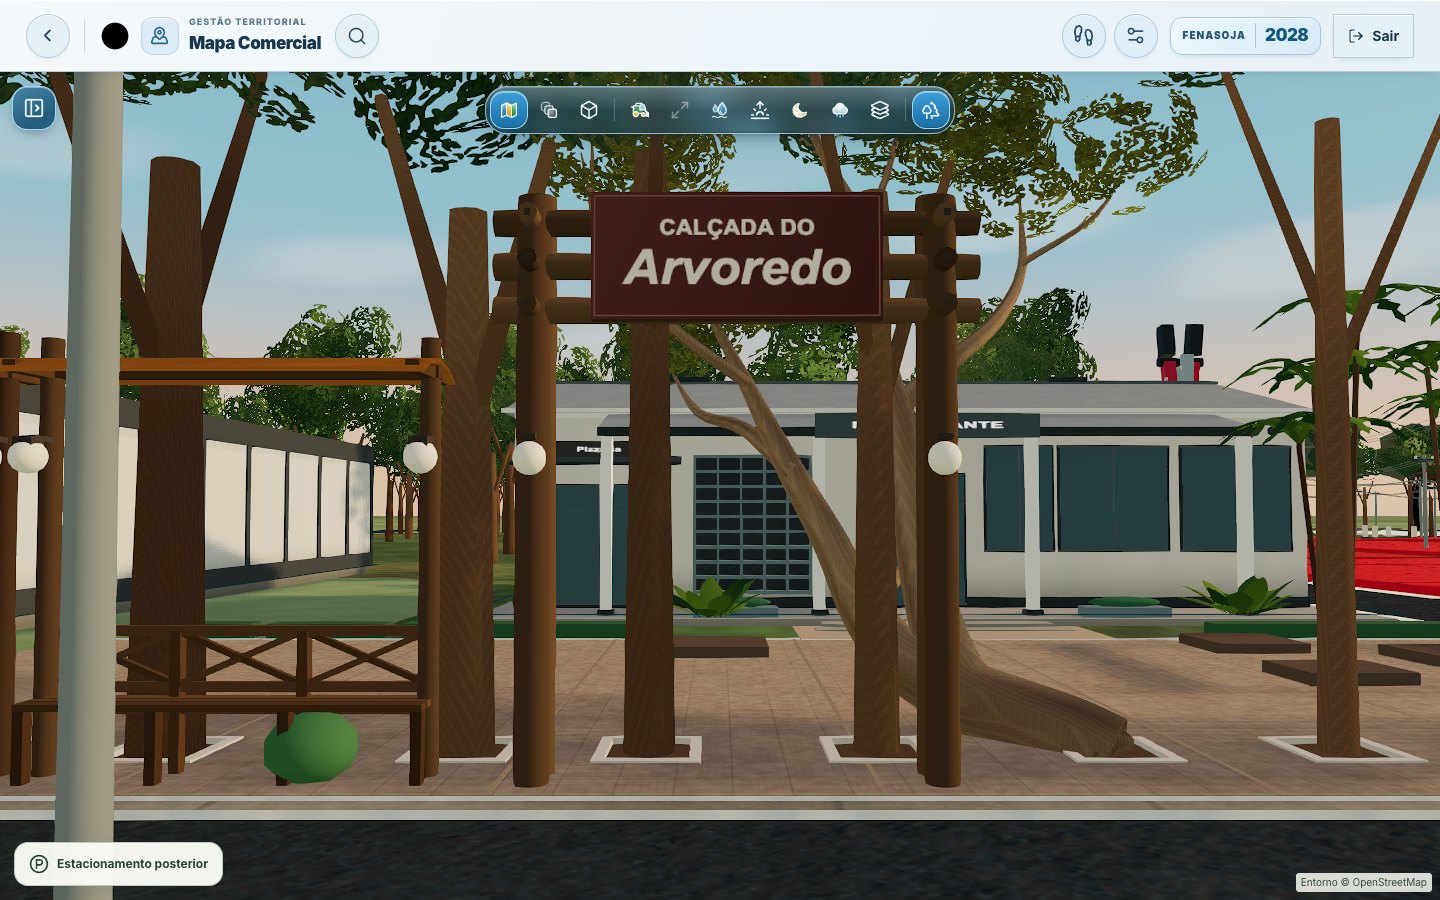 GESTÃO TERRITORIAL
Mapa Comercial
FENASOJA 2028
Sair
CALÇADA DO
Arvoredo
Estacionamento posterior
Entorno © OpenStreetMap